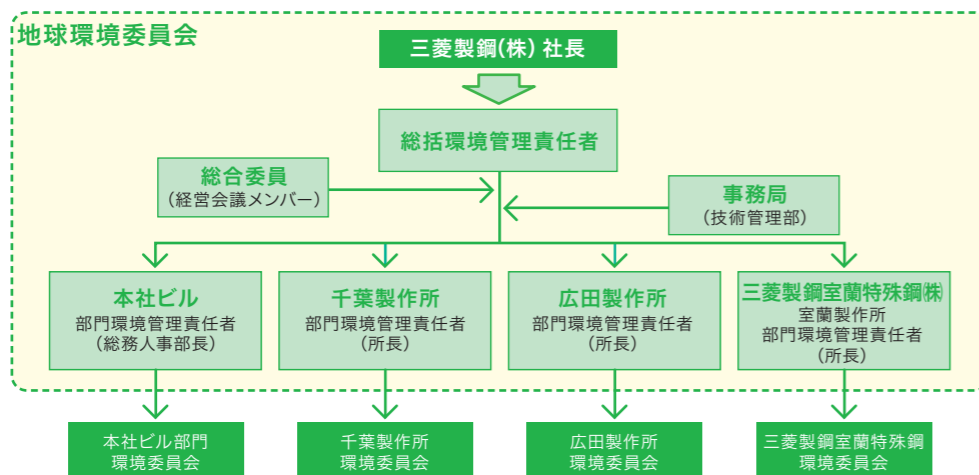 地球環境委員会
三菱製鋼(株) 社長
総括環境管理責任者
総合委員
(経営会議メンバー)
事務局
(技術管理部)
本社ビル
部門環境管理責任者
(総務人事部長)
千葉製作所
部門環境管理責任者
(所長)
広田製作所
部門環境管理責任者
(所長)
三菱製鋼室蘭特殊鋼㈱
室蘭製作所
部門環境管理責任者
(所長)
本社ビル部門
環境委員会
千葉製作所
環境委員会
広田製作所
環境委員会
三菱製鋼室蘭特殊鋼
環境委員会